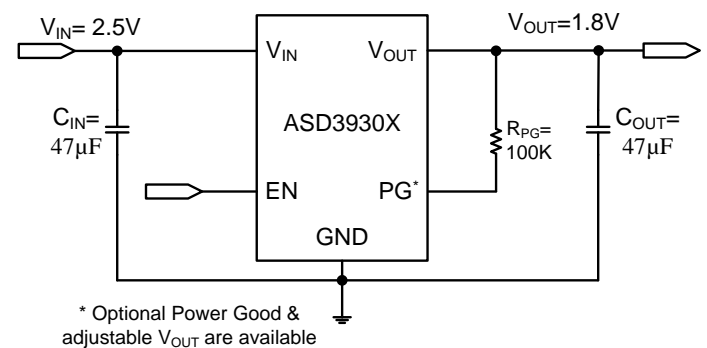 V_IN= 2.5V
V_OUT=1.8V
V_IN
V_OUT
C_IN=
47µF
ASD3930X
R_PG=
100K
C_OUT=
47µF
EN
PG*
GND
* Optional Power Good &
adjustable V_OUT are available